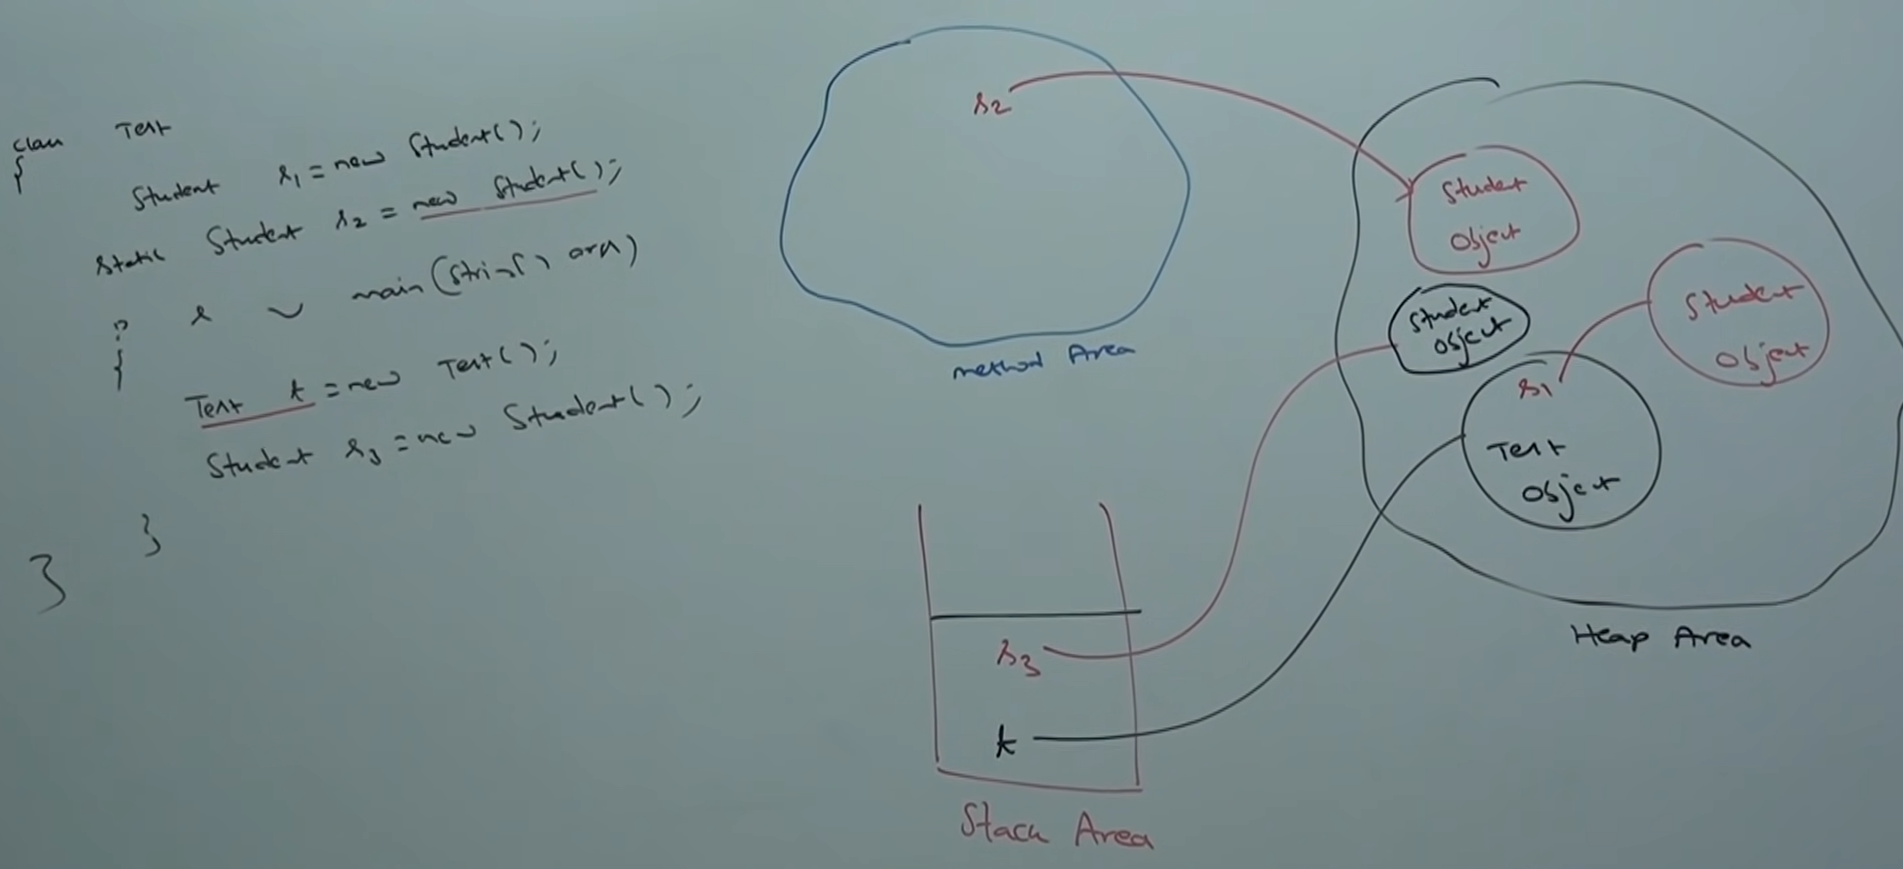 class Test
{
Student s1 = new Student();
static Student s2 = new Student();
p s v main(String[] args)
{
Test t = new Test();
Student s3 = new Student();
}
}
s2
method Area
Student
Object
Student
Object
Student
Object
s1
Test
Object
Heap Area
s3
t
Stack Area